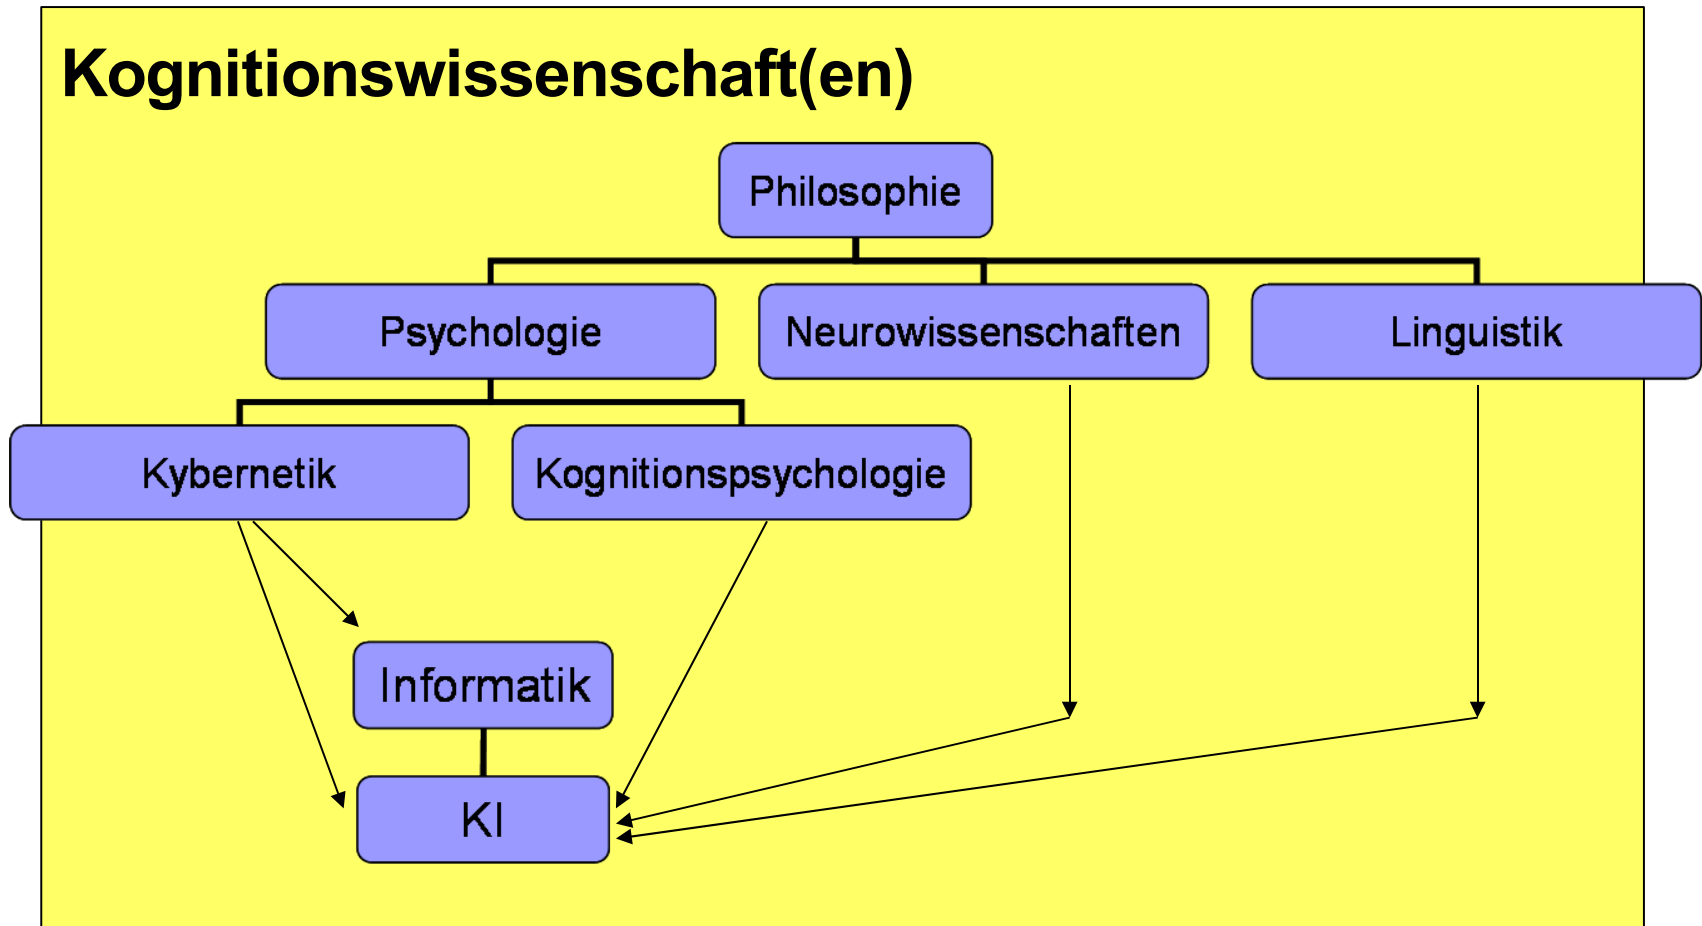 Kognitionswissenschaft(en)
Philosophie
Psychologie
Neurowissenschaften
Linguistik
Kybernetik
Kognitionspsychologie
Informatik
KI